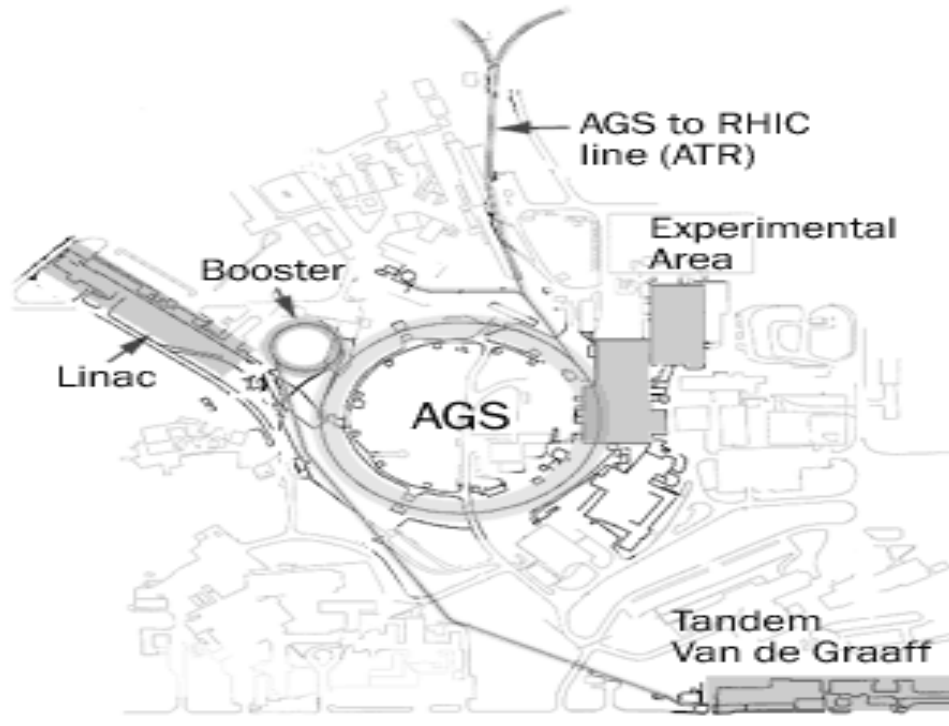 AGS to RHIC
line (ATR)
Experimental
Area
Booster
Linac
AGS
Tandem
Van de Graaff